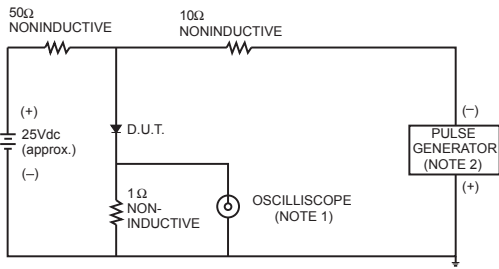 50Ω
NONINDUCTIVE
10Ω
NONINDUCTIVE
(+)
25Vdc
(approx.)
(–)
D.U.T.
1Ω
NON-
INDUCTIVE
OSCILLISCOPE
(NOTE 1)
(–)
PULSE
GENERATOR
(NOTE 2)
(+)